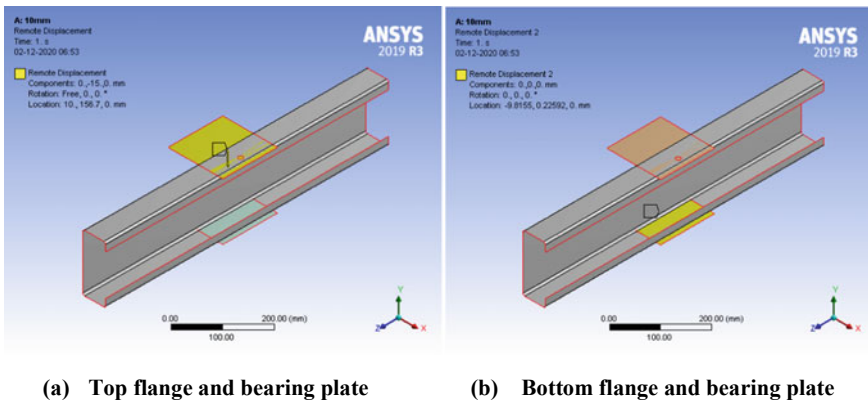 A: 10mm
Remote Displacement
Time: 1. s
02-12-2020 06:53
Remote Displacement
Components: 0.,-15.,0. mm
Rotation: Free, 0., 0. °
Location: 10., 156.7, 0. mm
ANSYS
2019 R3
0.00
200.00 (mm)
100.00
Y
Z
X
A: 10mm
Remote Displacement 2
Time: 1. s
02-12-2020 06:53
Remote Displacement 2
Components: 0.,0.,0. mm
Rotation: 0., 0., 0. °
Location: -9.8155, 0.22592, 0. mm
ANSYS
2019 R3
0.00
200.00 (mm)
100.00
Y
Z
X
(a) Top flange and bearing plate
(b) Bottom flange and bearing plate